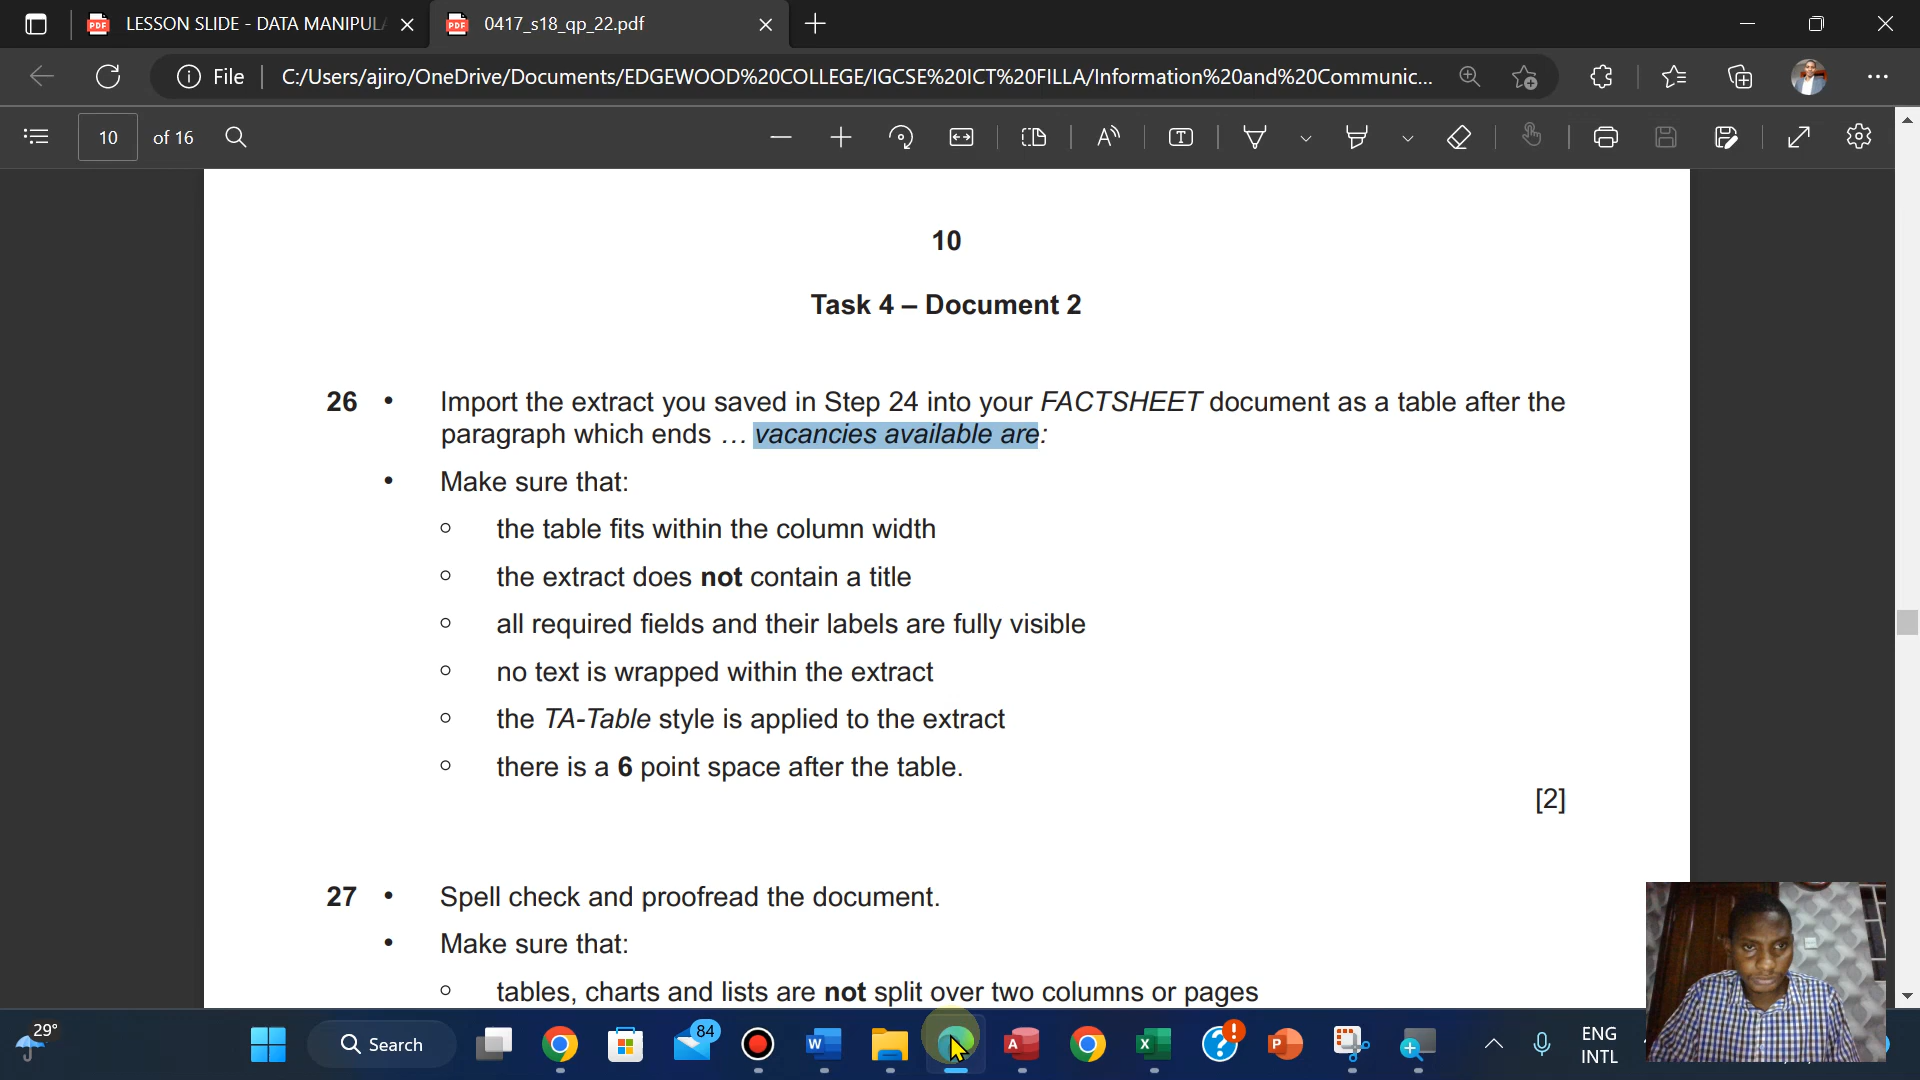 LESSON SLIDE - DATA MANIPUL
0417_s18_qp_22.pdf
File
C:/Users/ajiro/OneDrive/Documents/EDGEWOOD%20COLLEGE/IGCSE%20ICT%20FILLA/Information%20and%20Communic...
10 of 16
10
Task 4 – Document 2
26 • Import the extract you saved in Step 24 into your FACTSHEET document as a table after the
paragraph which ends … vacancies available are:
• Make sure that:
○ the table fits within the column width
○ the extract does not contain a title
○ all required fields and their labels are fully visible
○ no text is wrapped within the extract
○ the TA-Table style is applied to the extract
○ there is a 6 point space after the table.
[2]
27 • Spell check and proofread the document.
• Make sure that:
○ tables, charts and lists are not split over two columns or pages
29°
Search
84
ENG
INTL